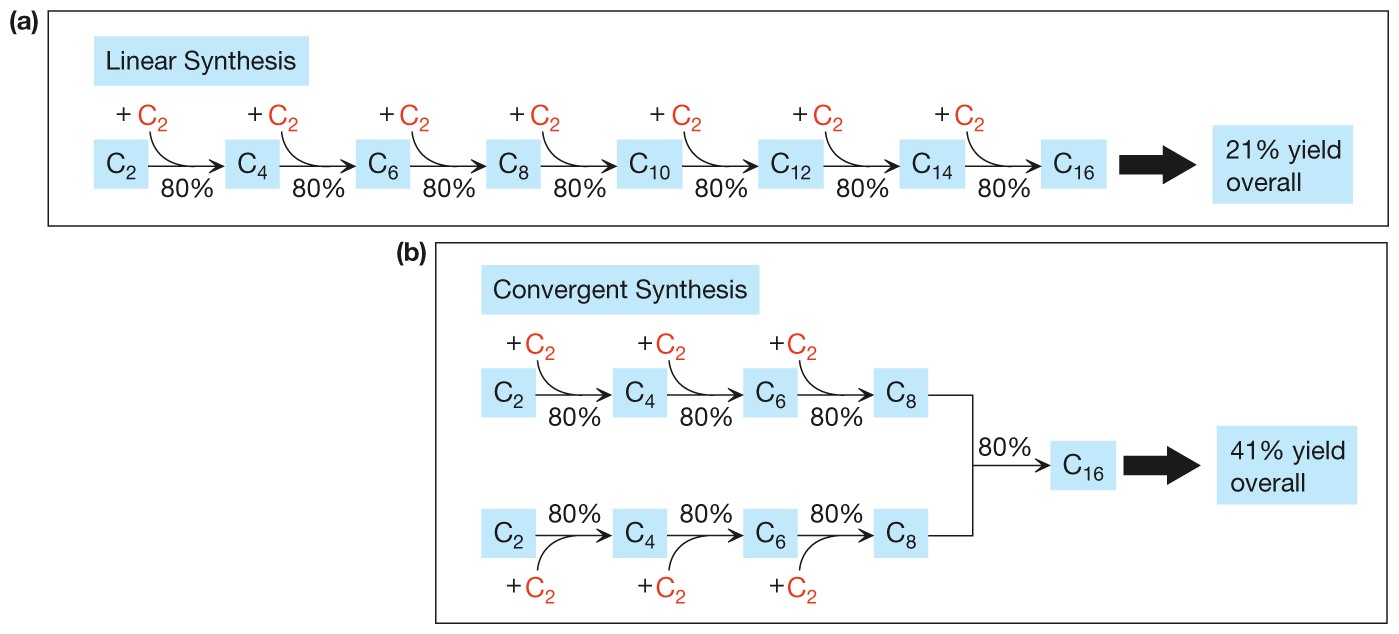 (a)
Linear Synthesis
+ C₂ + C₂ + C₂ + C₂ + C₂ + C₂ + C₂
C₂ C₄ C₆ C₈ C₁₀ C₁₂ C₁₄ C₁₆
80% 80% 80% 80% 80% 80% 80%
21% yield
overall
(b)
Convergent Synthesis
+ C₂ + C₂ + C₂
C₂ C₄ C₆ C₈
80% 80% 80%
80%
C₁₆
41% yield
overall
80% 80% 80%
C₂ C₄ C₆ C₈
+ C₂ + C₂ + C₂